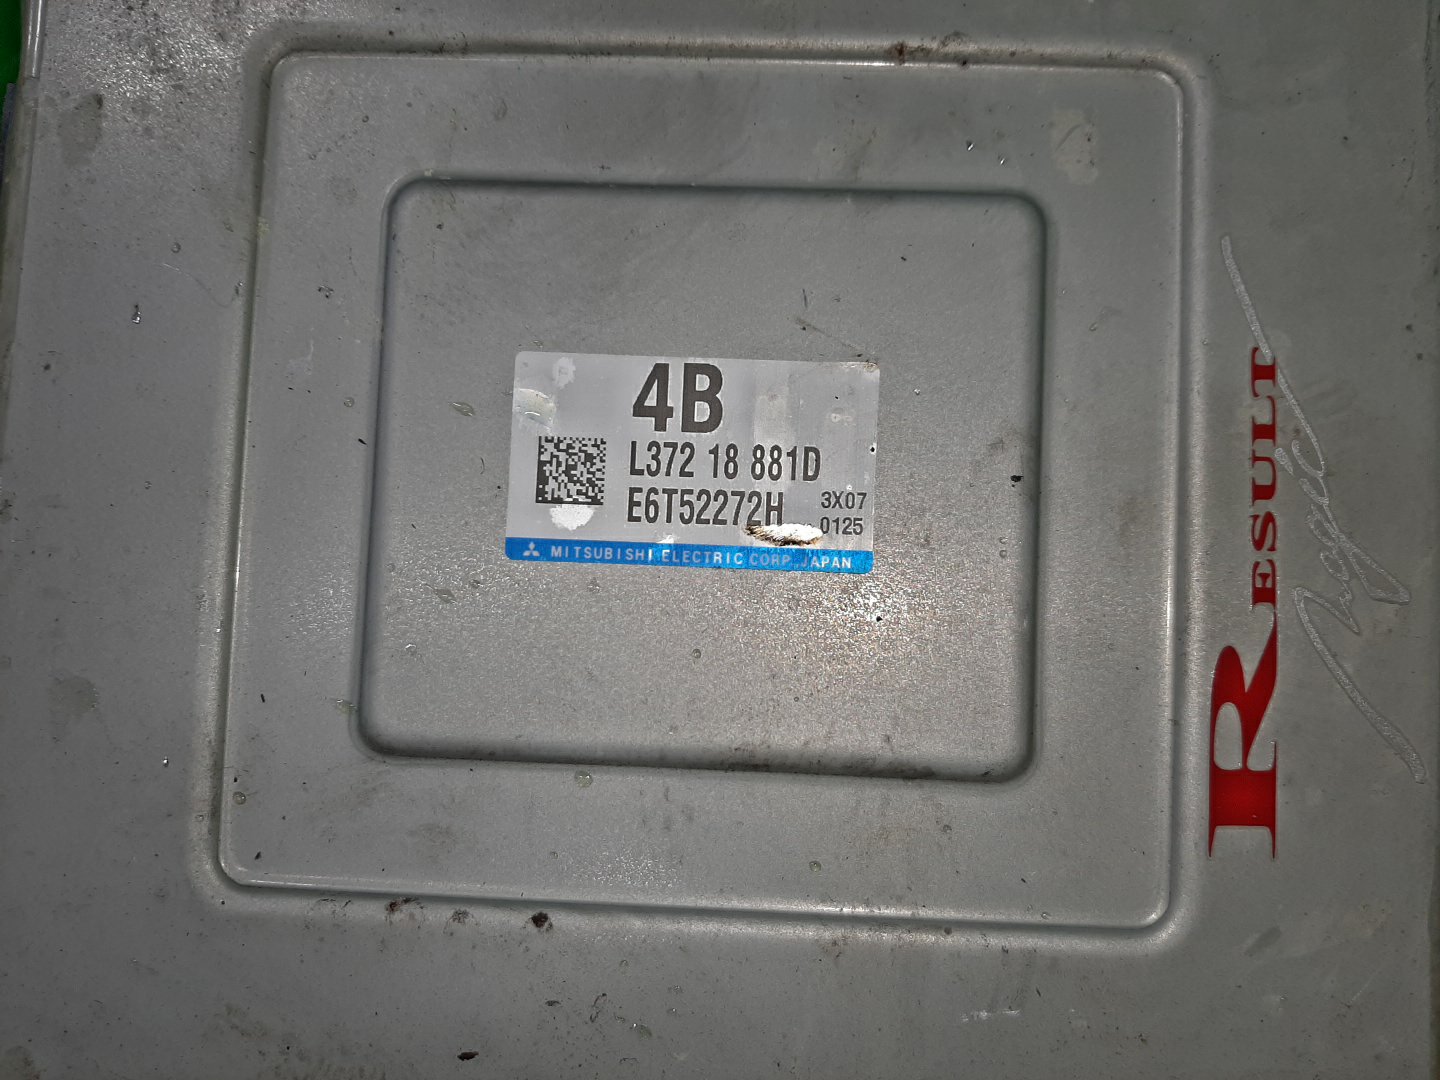 4B
L372 18 881D
E6T52272H 3X07
0125
MITSUBISHI ELECTRIC CORP. JAPAN
RESULT